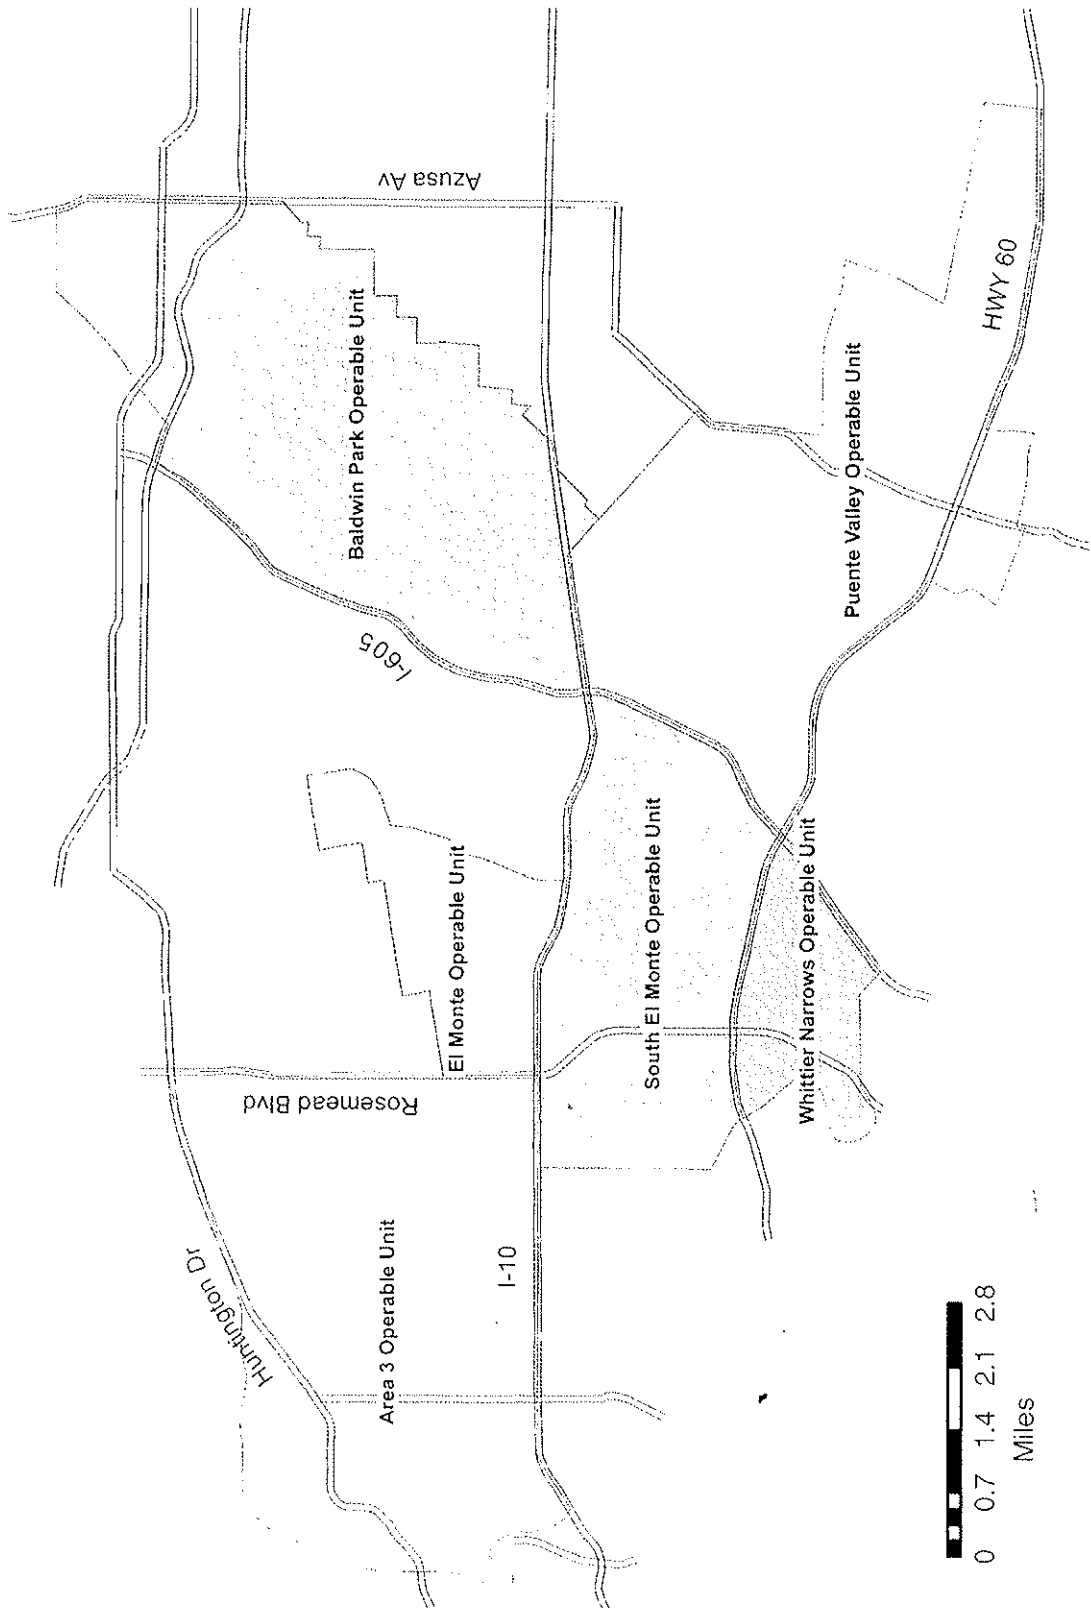 Huntington Dr
Rosemead Blvd
Azusa Av
I-605
Baldwin Park Operable Unit
El Monte Operable Unit
Area 3 Operable Unit
I-10
South El Monte Operable Unit
Puente Valley Operable Unit
Whittier Narrows Operable Unit
HWY 60
0 0.7 1.4 2.1 2.8
Miles